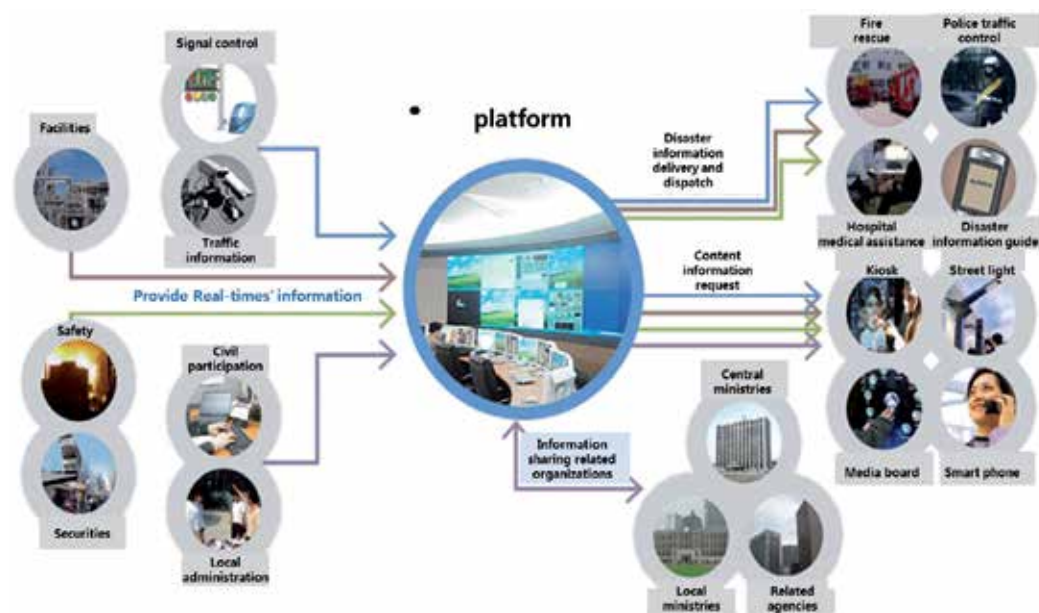 Signal control
Facilities
Traffic
information
Provide Real-times' information
Safety
Civil
participation
Securities
Local
administration
• platform
Disaster
information
delivery and
dispatch
Content
information
request
Information
sharing related
organizations
Central
ministries
Local
ministries
Related
agencies
Fire
rescue
Police traffic
control
Hospital
medical assistance
Disaster
information guide
Kiosk
Street light
Media board
Smart phone